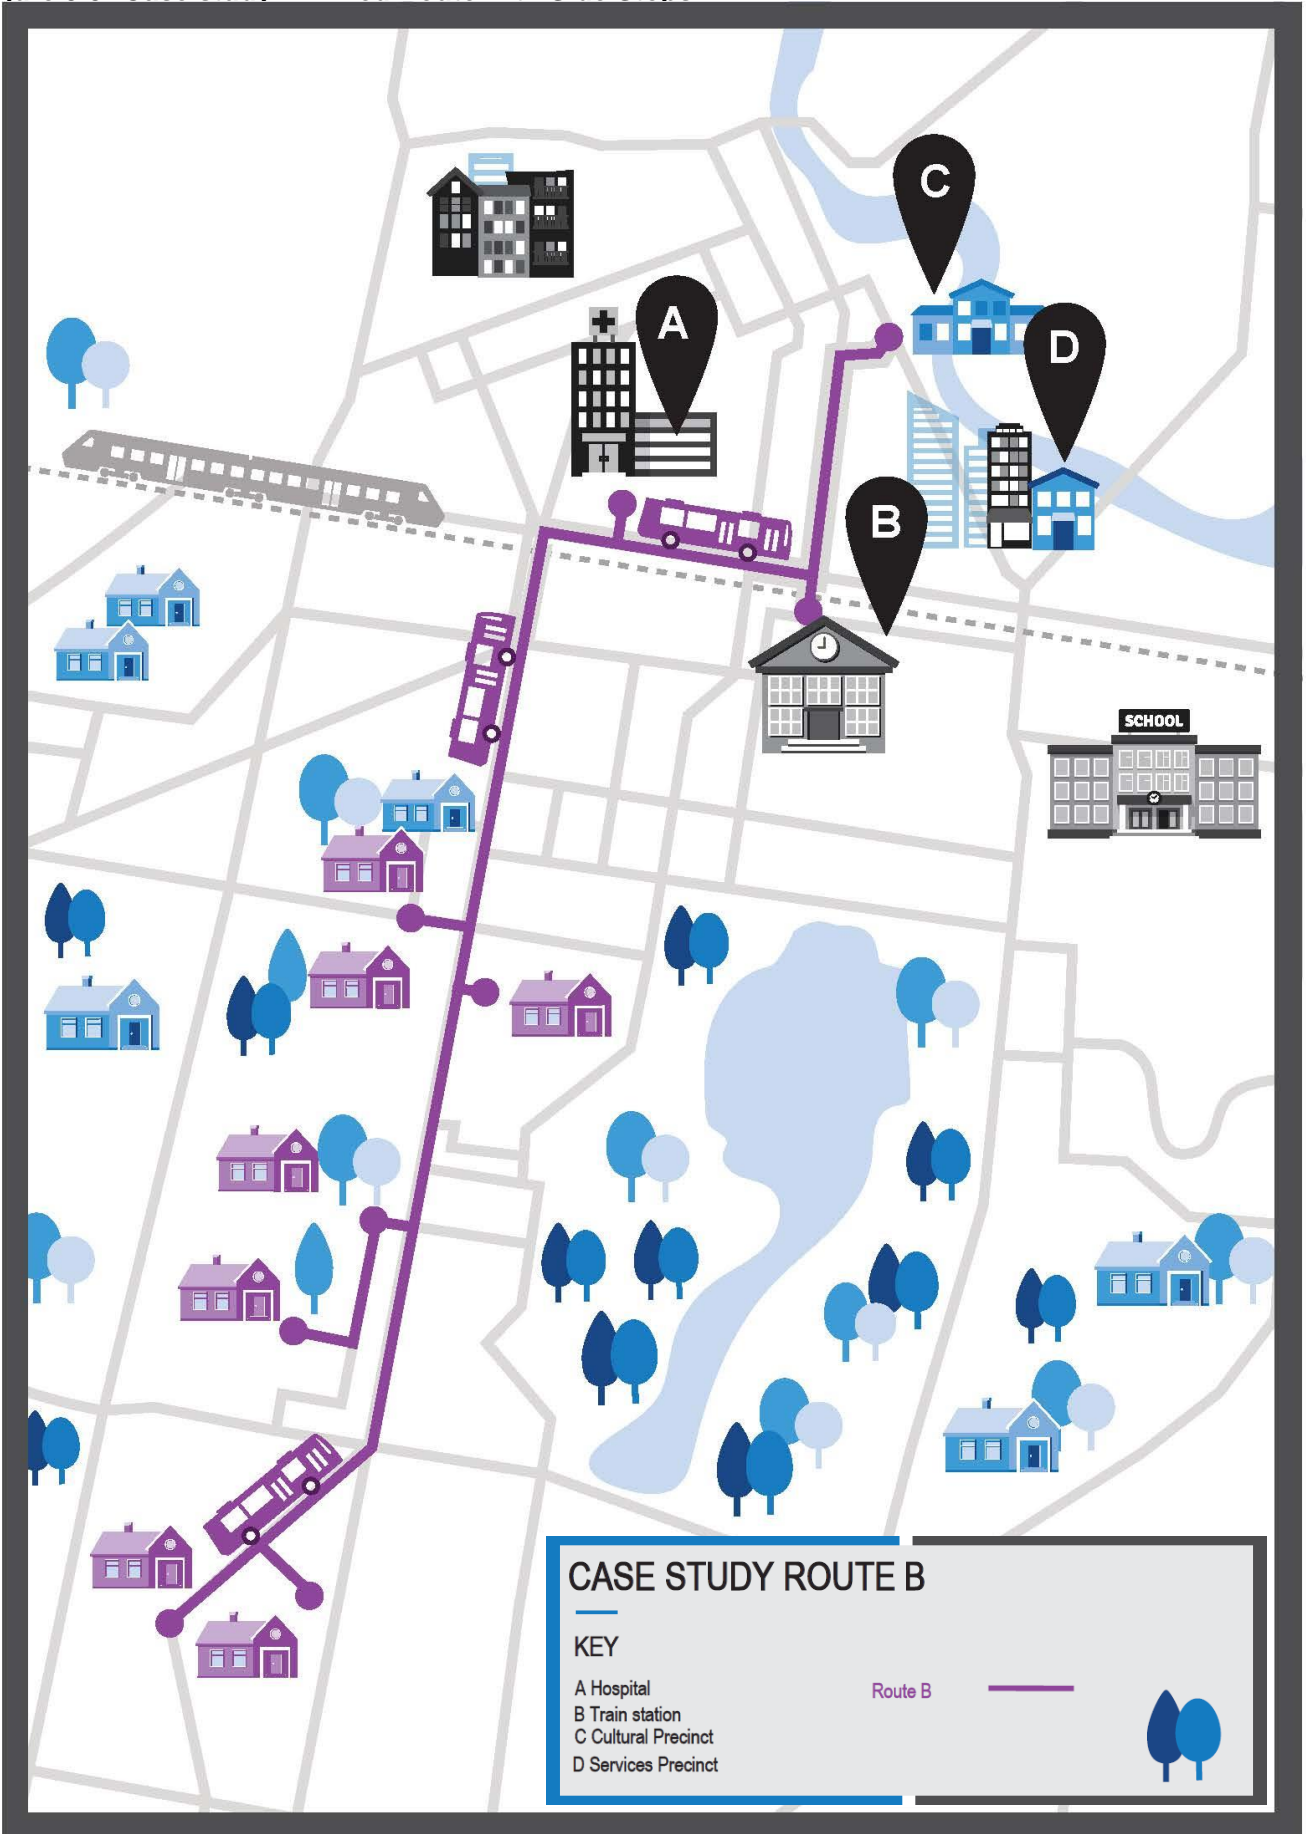 C
A
D
B
SCHOOL
CASE STUDY ROUTE B
KEY
A Hospital
Route B
B Train station
C Cultural Precinct
D Services Precinct